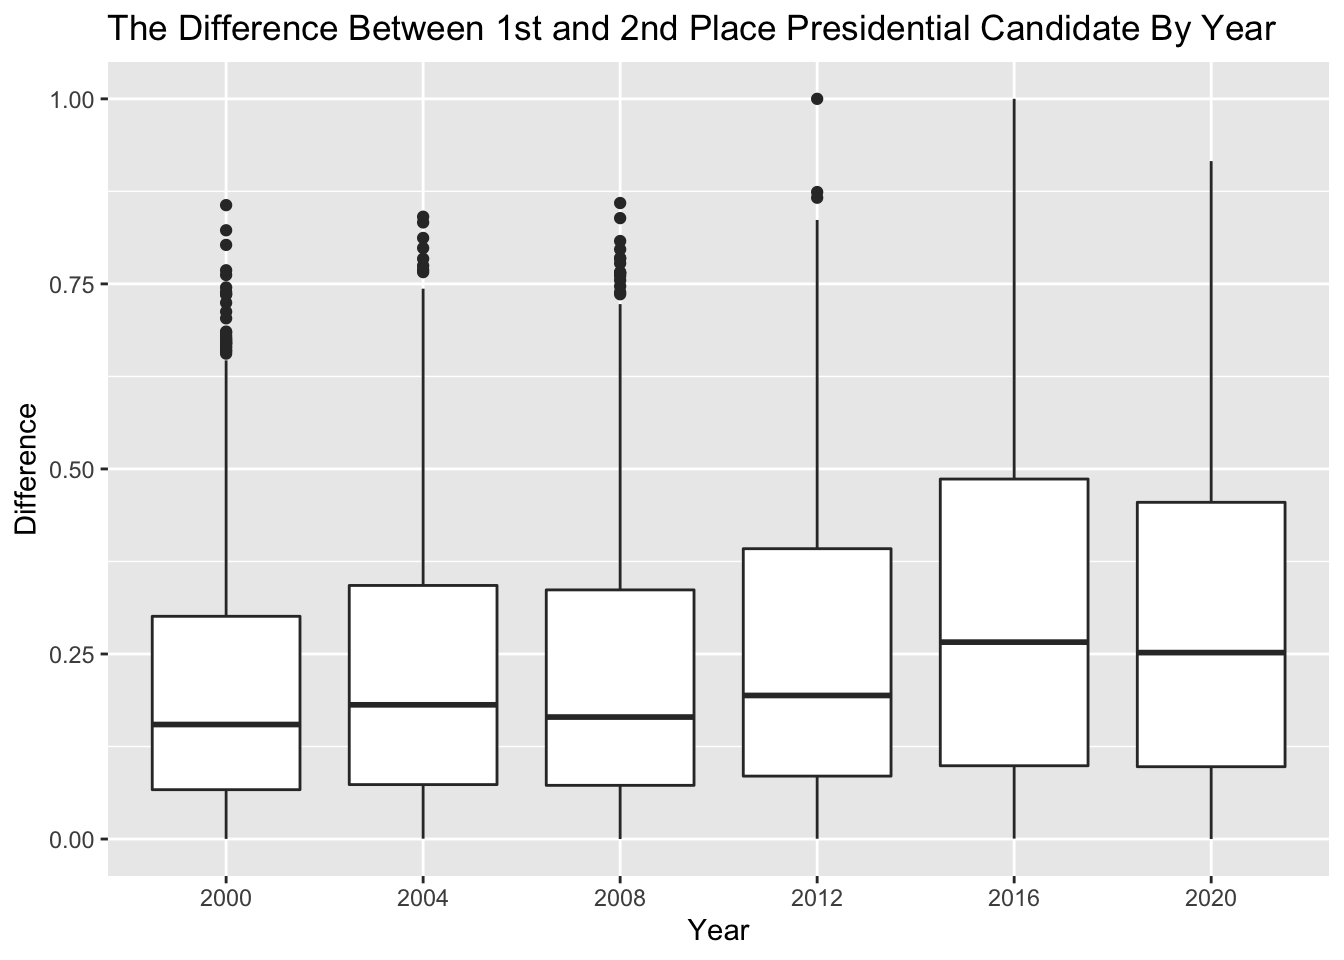 The Difference Between 1st and 2nd Place Presidential Candidate By Year
1.00
0.75
0.50
0.25
0.00
Difference
2000 2004 2008 2012 2016 2020
Year